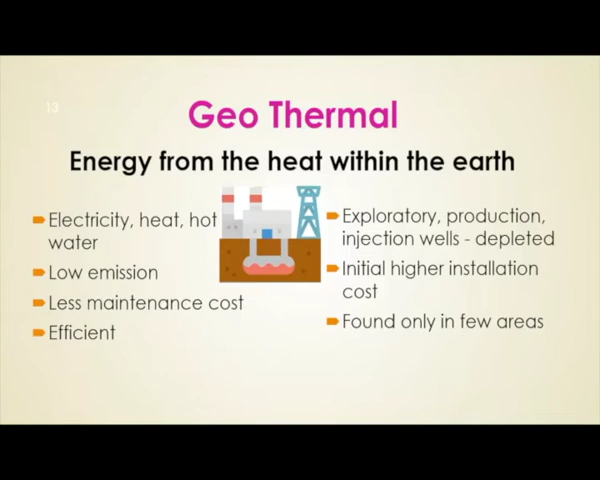 13
Geo Thermal
Energy from the heat within the earth
Electricity, heat, hot
water
Low emission
Less maintenance cost
Efficient
Exploratory, production,
injection wells - depleted
Initial higher installation
cost
Found only in few areas